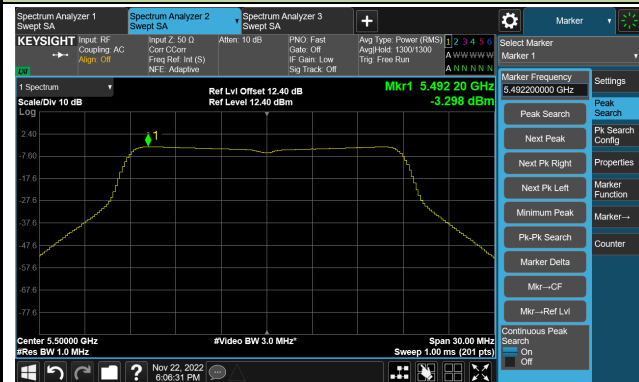 Spectrum Analyzer 1
Swept SA
Spectrum Analyzer 2
Swept SA
Spectrum Analyzer 3
Swept SA
Marker
KEYSIGHT
Input: RF
Coupling: AC
Align: Off
Input Z: 50 Ω
Corr CCorr
Freq Ref: Int (S)
NFE: Adaptive
Atten: 10 dB
PNO: Fast
Gate: Off
IF Gain: Low
Sig Track: Off
Avg Type: Power (RMS)
Avg|Hold: 1300/1300
Trig: Free Run
1 2 3 4 5 6
A W W W W W
A N N N N N
Select Marker
Marker 1
1 Spectrum
Scale/Div 10 dB
Log
Ref Lvl Offset 12.40 dB
Ref Level 12.40 dBm
Mkr1 5.492 20 GHz
-3.298 dBm
2.40
-7.60
-17.6
-27.6
-37.6
-47.6
-57.6
-67.6
-77.6
1
Center 5.50000 GHz
#Res BW 1.0 MHz
#Video BW 3.0 MHz*
Span 30.00 MHz
Sweep 1.00 ms (201 pts)
Marker Frequency
5.492200000 GHz
Peak Search
Next Peak
Next Pk Right
Next Pk Left
Minimum Peak
Pk-Pk Search
Marker Delta
Mkr→CF
Mkr→Ref Lvl
Continuous Peak
Search
On
Off
Settings
Peak
Search
Pk Search
Config
Properties
Marker
Function
Marker→
Counter
?
Nov 22, 2022
6:06:31 PM